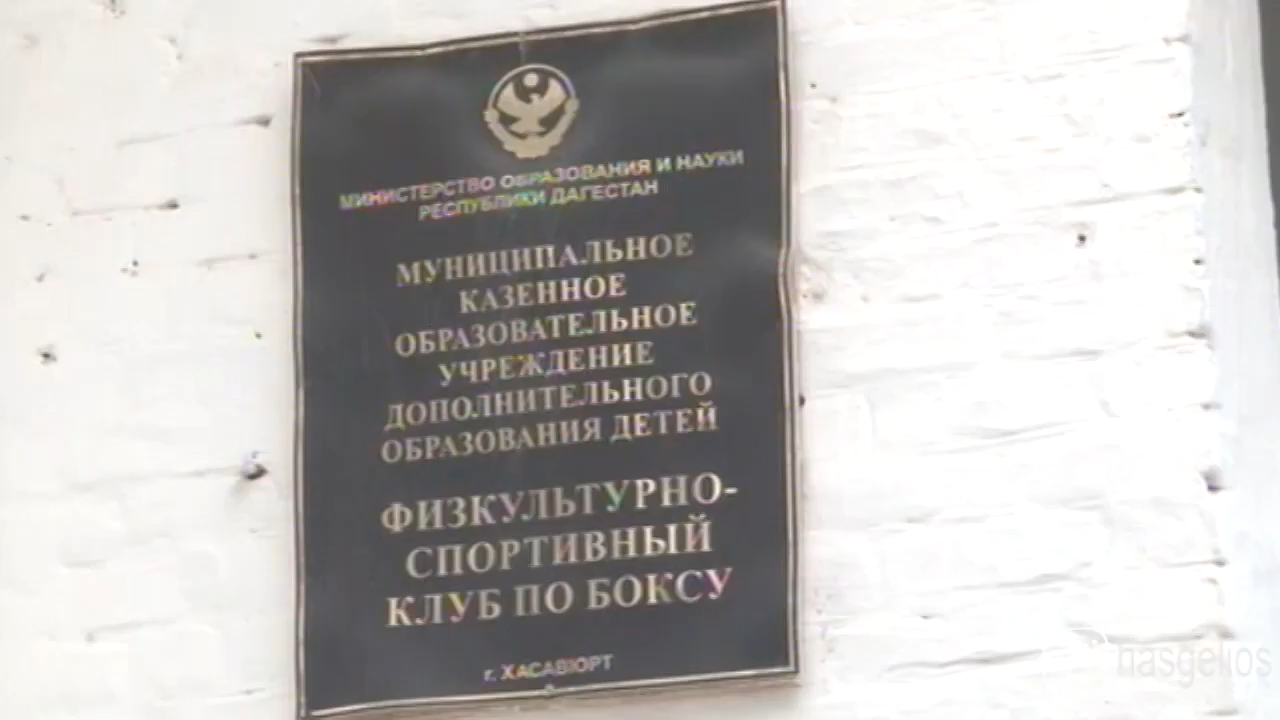 МИНИСТЕРСТВО ОБРАЗОВАНИЯ И НАУКИ
РЕСПУБЛИКИ ДАГЕСТАН
МУНИЦИПАЛЬНОЕ
КАЗЕННОЕ
ОБРАЗОВАТЕЛЬНОЕ
УЧРЕЖДЕНИЕ
ДОПОЛНИТЕЛЬНОГО
ОБРАЗОВАНИЯ ДЕТЕЙ
ФИЗКУЛЬТУРНО-
СПОРТИВНЫЙ
КЛУБ ПО БОКСУ
г. ХАСАВЮРТ
hasgelios